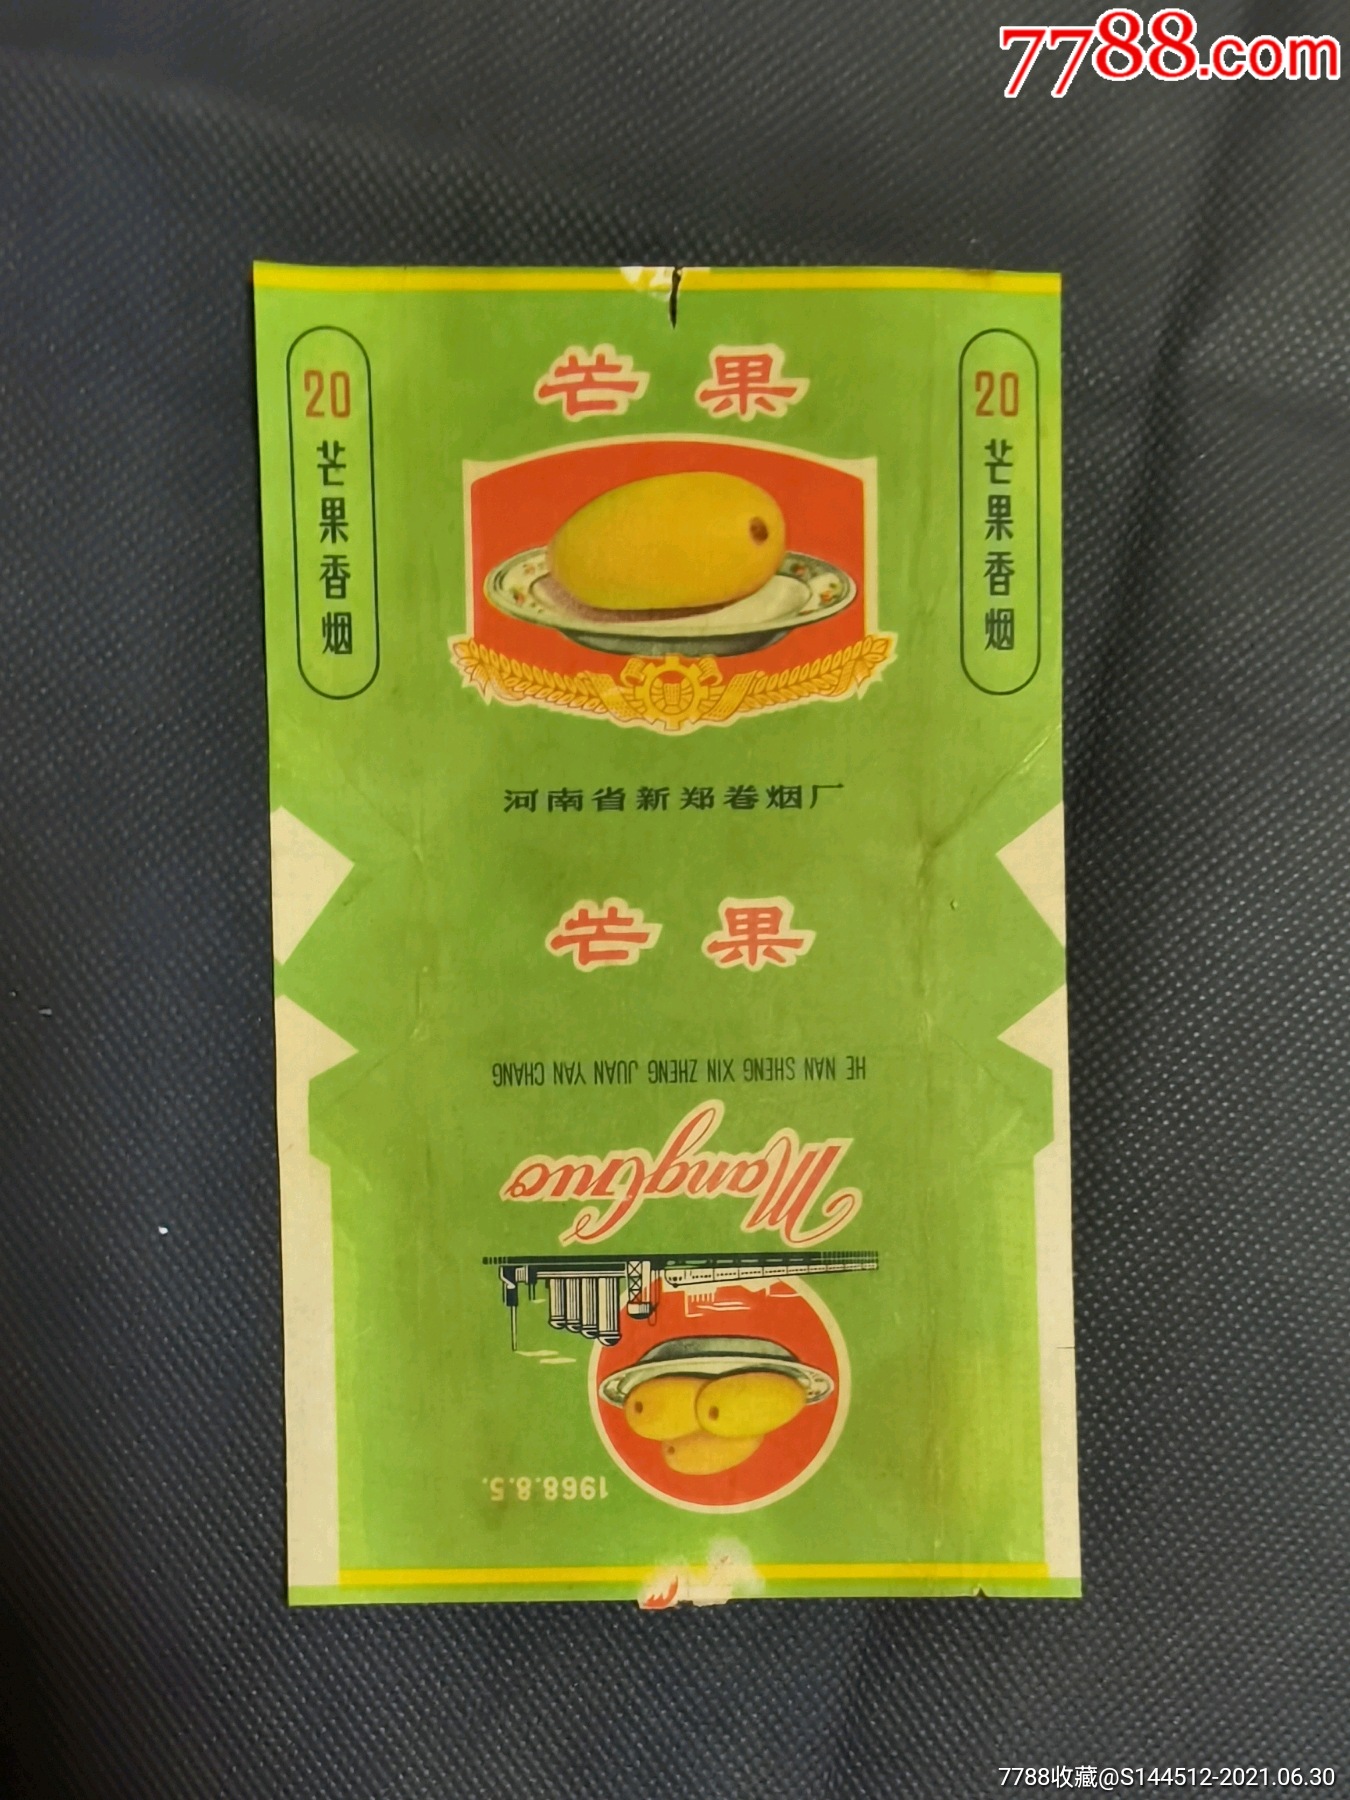 7788.com
芒果
20
芒果香烟
20
芒果香烟
河南省新郑卷烟厂
芒果
HE NAN SHENG XIN ZHENG JUAN YAN CHANG
MangGuo
1968.8.5.
7788收藏@S144512-2021.06.30